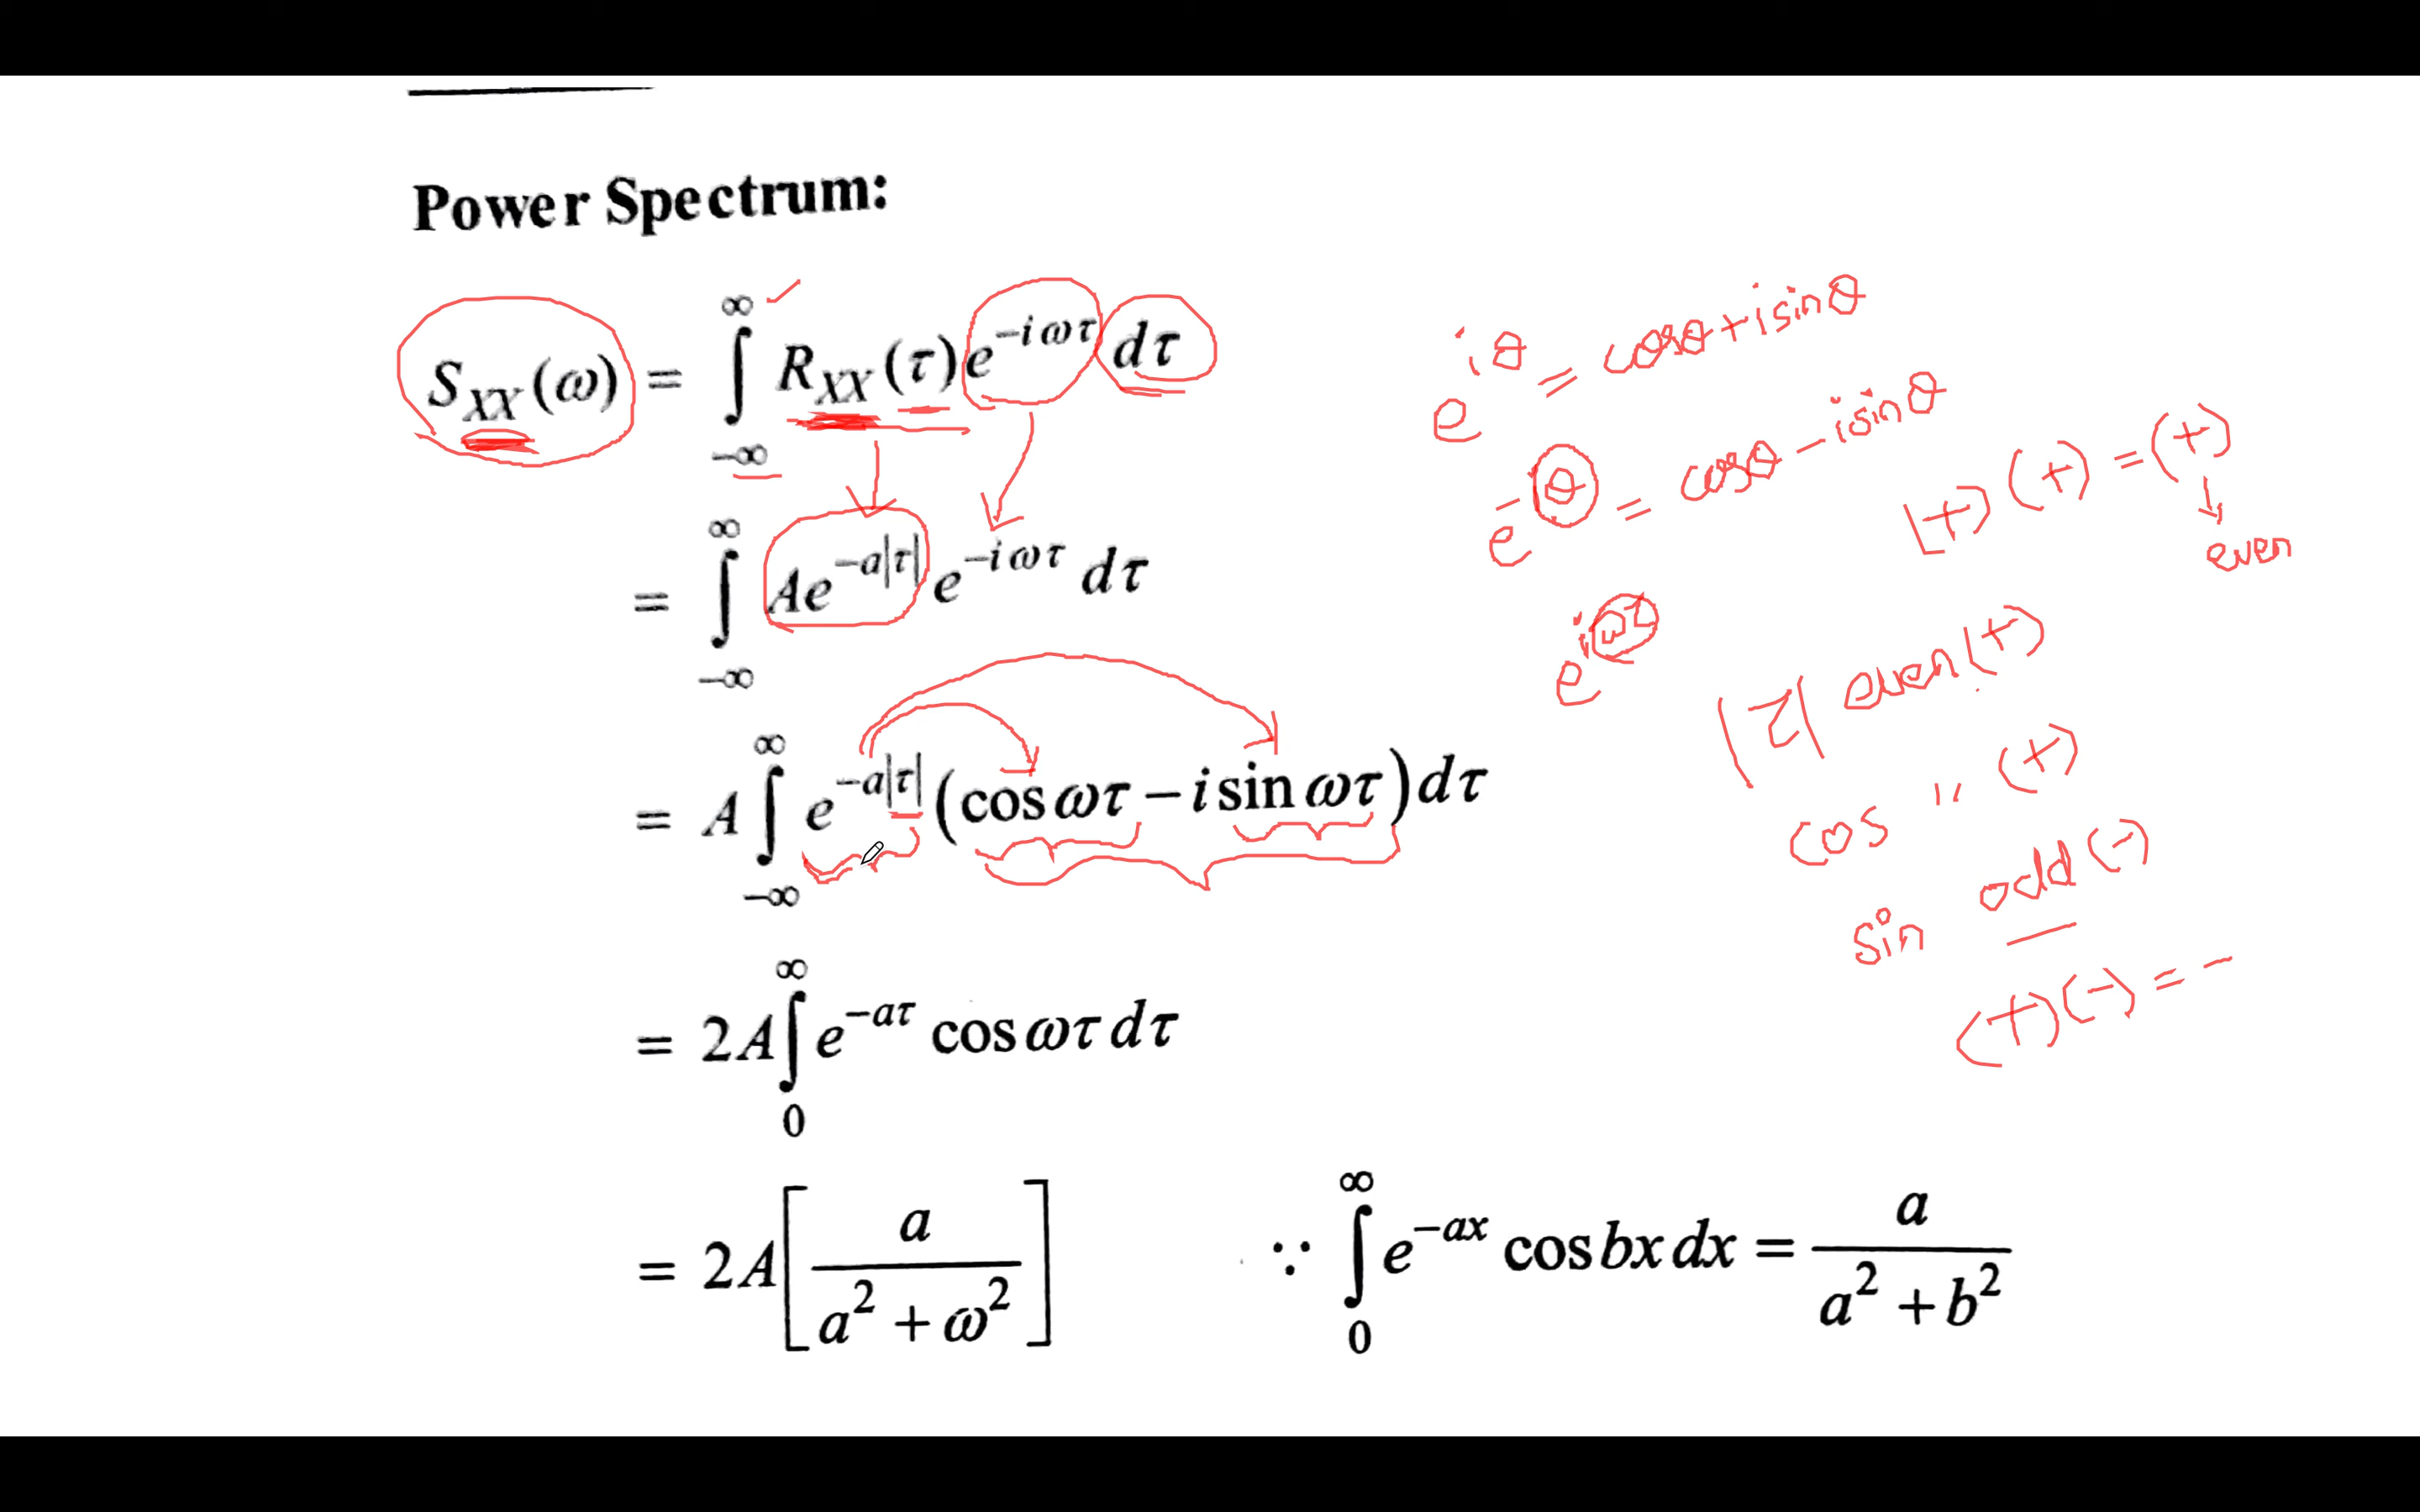 Power Spectrum:
S_XX(ω) = ∫_{-∞}^{∞} R_XX(τ) e^{-iωτ} dτ
= ∫_{-∞}^{∞} Ae^{-a|τ|} e^{-iωτ} dτ
= A ∫_{-∞}^{∞} e^{-a|τ|} (cos ωτ - i sin ωτ) dτ
= 2A ∫_{0}^{∞} e^{-aτ} cos ωτ dτ
= 2A [a / (a² + ω²)] ∵ ∫_{0}^{∞} e^{-ax} cos bx dx = a / (a² + b²)
e^{iθ} = cosθ + i sinθ
e^{-θ} = cosθ - i sinθ
(+) (+) = (+)
even
e^{iωτ}
|τ| even (+)
cos " (+)
sin odd (-)
(+) (-) = -